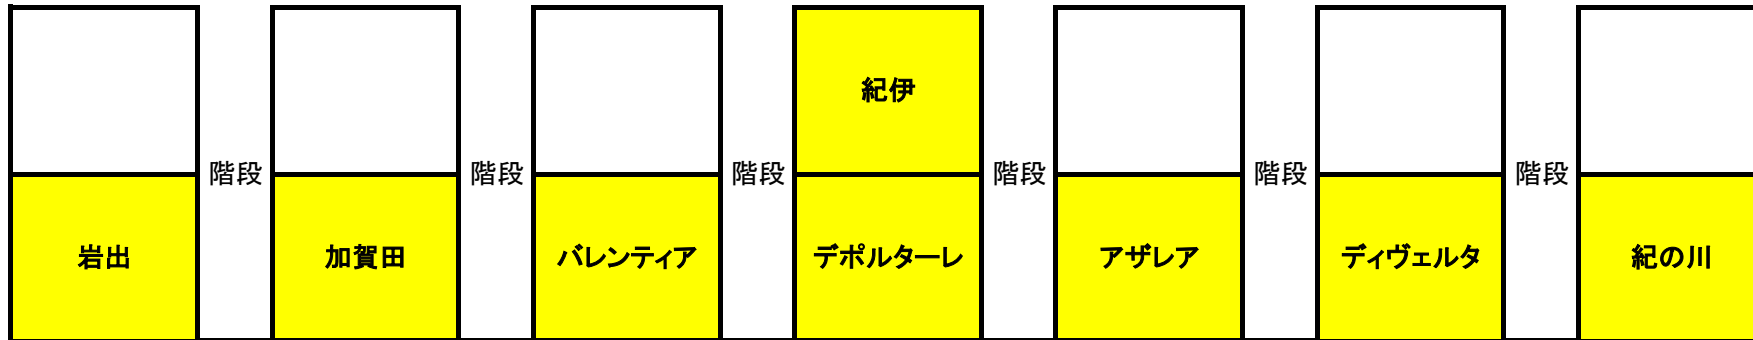 紀伊
階段 階段 階段 階段 階段 階段
岩出 加賀田 バレンティア デポルターレ アザレア ディヴェルタ 紀の川